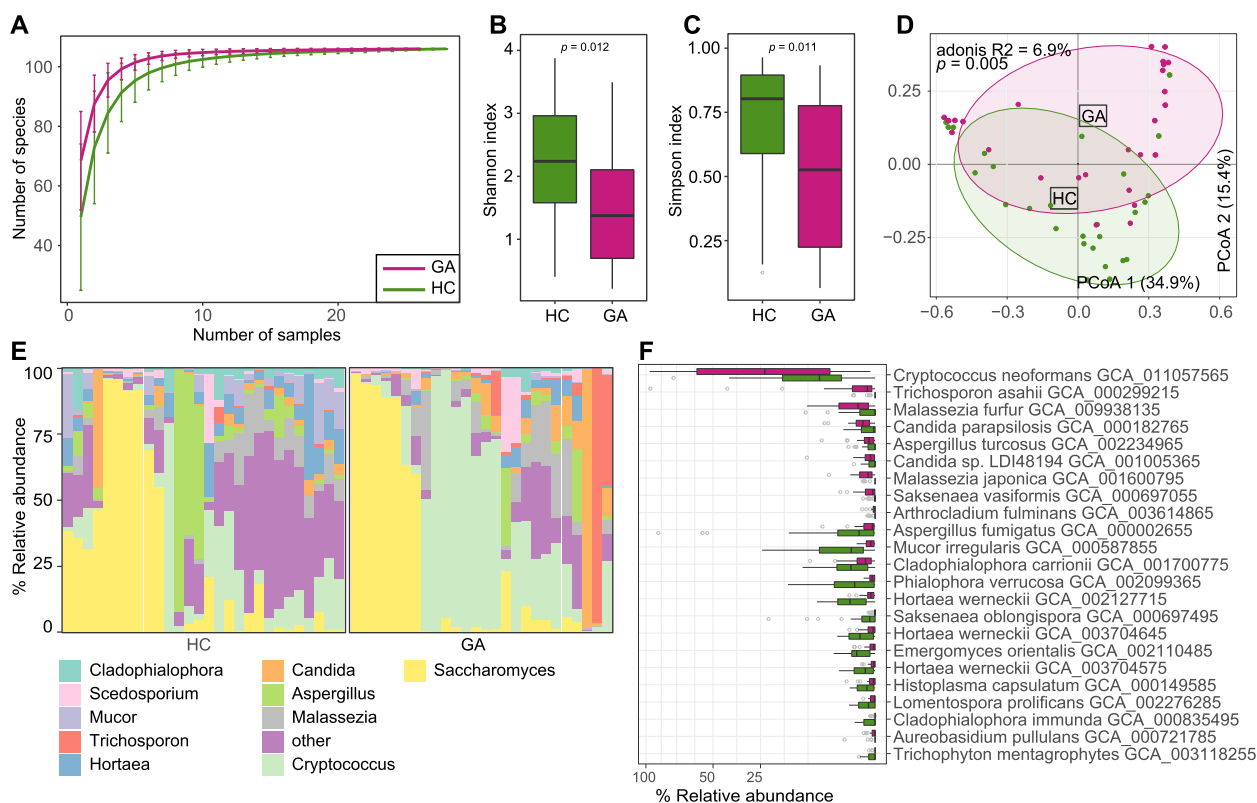 A
Number of species
100
80
60
40
GA
HC
0
10
20
Number of samples
B
Shannon index
4
3
2
1
p = 0.012
HC
GA
C
Simpson index
1.00
0.75
0.50
0.25
p = 0.011
HC
GA
D
adonis R2 = 6.9%
p = 0.005
0.25
0.00
−0.25
GA
HC
PCoA 1 (34.9%)
PCoA 2 (15.4%)
−0.6
−0.3
0.0
0.3
0.6
E
% Relative abundance
100
75
50
25
0
HC
GA
Cladophialophora
Scedosporium
Mucor
Trichosporon
Hortaea
Candida
Aspergillus
Malassezia
other
Cryptococcus
Saccharomyces
F
Cryptococcus neoformans GCA_011057565
Trichosporon asahii GCA_000299215
Malassezia furfur GCA_009938135
Candida parapsilosis GCA_000182765
Aspergillus turcosus GCA_002234965
Candida sp. LDI48194 GCA_001005365
Malassezia japonica GCA_001600795
Saksenaea vasiformis GCA_000697055
Arthrocladium fulminans GCA_003614865
Aspergillus fumigatus GCA_000002655
Mucor irregularis GCA_000587855
Cladophialophora carrionii GCA_001700775
Phialophora verrucosa GCA_002099365
Hortaea werneckii GCA_002127715
Saksenaea oblongispora GCA_000697495
Hortaea werneckii GCA_003704645
Emergomyces orientalis GCA_002110485
Hortaea werneckii GCA_003704575
Histoplasma capsulatum GCA_000149585
Lomentospora prolificans GCA_002276285
Cladophialophora immunda GCA_000835495
Aureobasidium pullulans GCA_000721785
Trichophyton mentagrophytes GCA_003118255
100
50
25
% Relative abundance